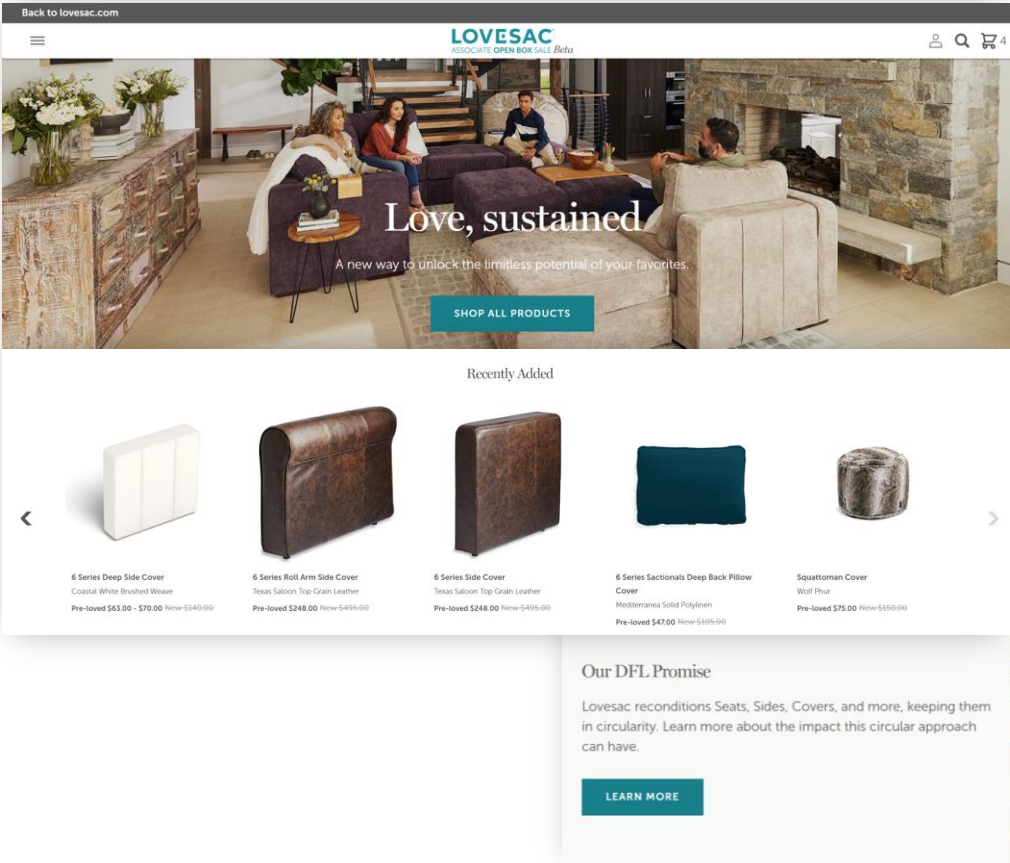 Back to lovesac.com
LOVESAC
ASSOCIATE OPEN BOX SALE Beta
4
Love, sustained
A new way to unlock the limitless potential of your favorites.
SHOP ALL PRODUCTS
Recently Added
6 Series Deep Side Cover
Coastal White Brushed Weave
Pre-loved $63.00 - $70.00 New $140.00
6 Series Roll Arm Side Cover
Texas Saloon Top Grain Leather
Pre-loved $248.00 New $495.00
6 Series Side Cover
Texas Saloon Top Grain Leather
Pre-loved $248.00 New $495.00
6 Series Sactionals Deep Back Pillow
Cover
Mediterranea Solid Polylinen
Pre-loved $47.00 New $105.00
Squattoman Cover
Wolf Phur
Pre-loved $75.00 New $150.00
Our DFL Promise
Lovesac reconditions Seats, Sides, Covers, and more, keeping them
in circularity. Learn more about the impact this circular approach
can have.
LEARN MORE